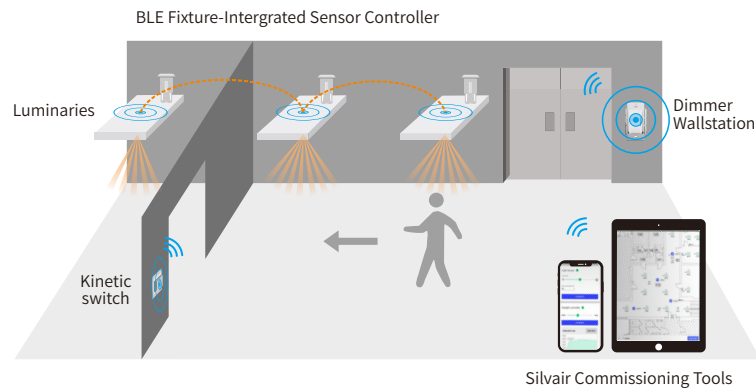 BLE Fixture-Intergrated Sensor Controller
Luminaries
Dimmer
Wallstation
Kinetic
switch
Silvair Commissioning Tools